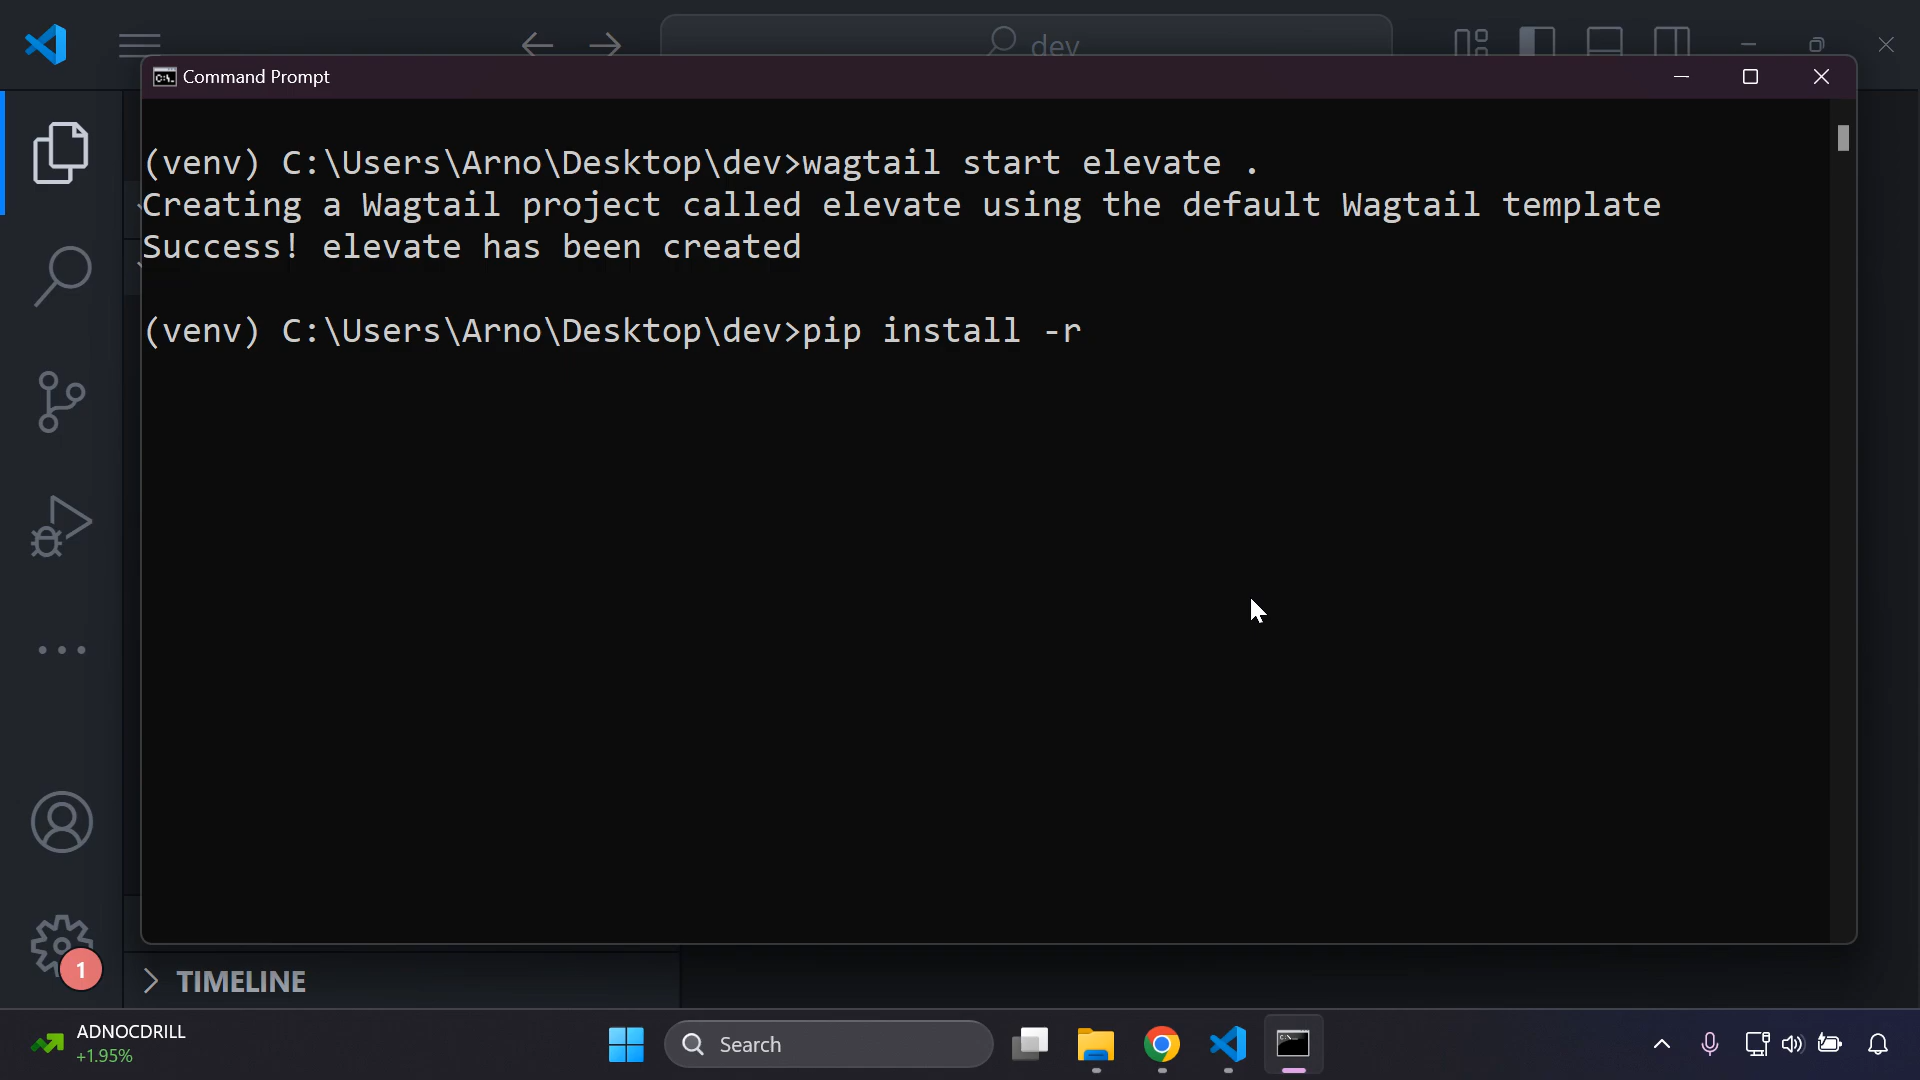 dev
Command Prompt
(venv) C:\Users\Arno\Desktop\dev>wagtail start elevate .
Creating a Wagtail project called elevate using the default Wagtail template
Success! elevate has been created
(venv) C:\Users\Arno\Desktop\dev>pip install -r
1
TIMELINE
ADNOCDRILL
+1.95%
Search